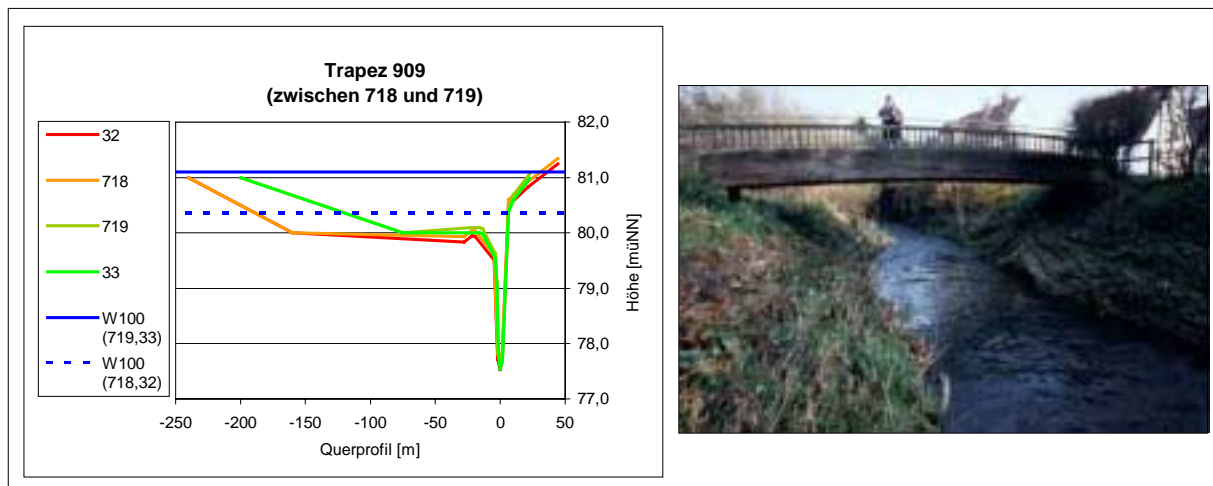 Trapez 909
(zwischen 718 und 719)
32
718
719
33
W100
(719,33)
W100
(718,32)
82,0
81,0
80,0
79,0
78,0
77,0
Höhe [müNN]
-250 -200 -150 -100 -50 0 50
Querprofil [m]